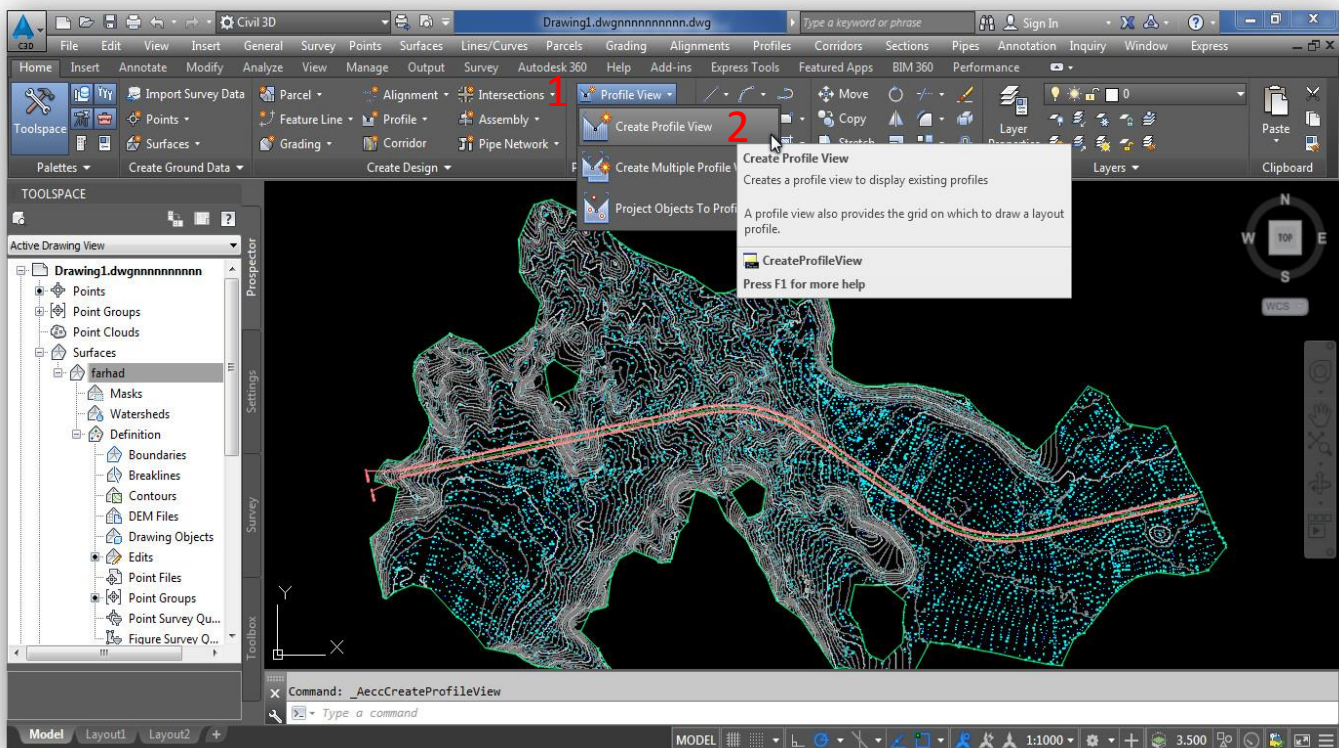 Civil 3D Drawing1.dwgnnnnnnnnnn.dwg Type a keyword or phrase Sign In
C3D File Edit View Insert General Survey Points Surfaces Lines/Curves Parcels Grading Alignments Profiles Corridors Sections Pipes Annotation Inquiry Window Express
Home Insert Annotate Modify Analyze View Manage Output Survey Autodesk 360 Help Add-ins Express Tools Featured Apps BIM 360 Performance
Toolspace
Import Survey Data Parcel Alignment Intersections 1 Profile View Move 0
Points Feature Line Profile Assembly Copy
Surfaces Grading Corridor Pipe Network Stretch
Layer
Paste
Palettes Create Ground Data Create Design Layers Clipboard
Create Profile View 2
Create Multiple Profile V
Project Objects To Profi
Create Profile View
Creates a profile view to display existing profiles
A profile view also provides the grid on which to draw a layout
profile.
CreateProfileView
Press F1 for more help
TOOLSPACE
Active Drawing View
Drawing1.dwgnnnnnnnnnn
Points
Point Groups
Point Clouds
Surfaces
farhad
Masks
Watersheds
Definition
Boundaries
Breaklines
Contours
DEM Files
Drawing Objects
Edits
Point Files
Point Groups
Point Survey Qu...
Figure Survey Q...
Prospector
Settings
Survey
Toolbox
N
W TOP E
S
WCS
Y
X
Command: _AeccCreateProfileView
Type a command
Model Layout1 Layout2 + MODEL 1:1000 3.500